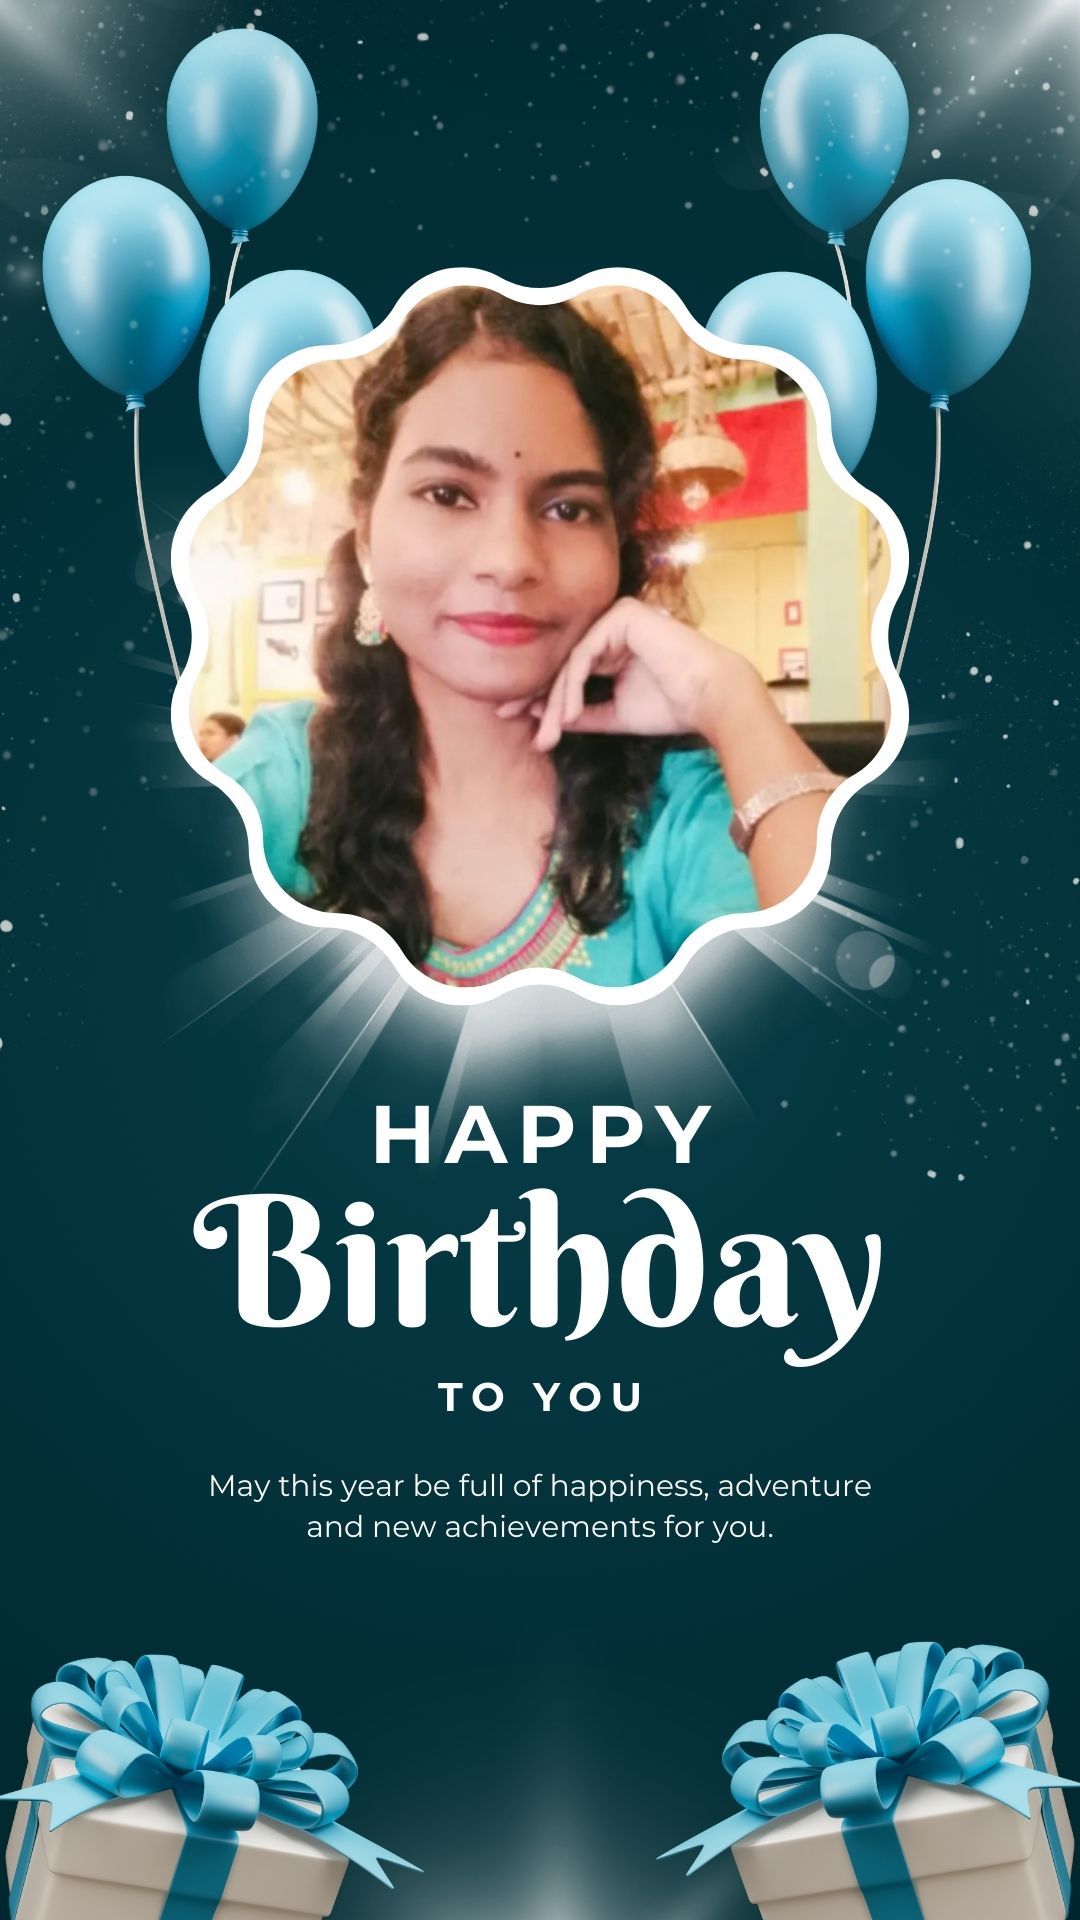 HAPPY
Birthday
TO YOU
May this year be full of happiness, adventure
and new achievements for you.